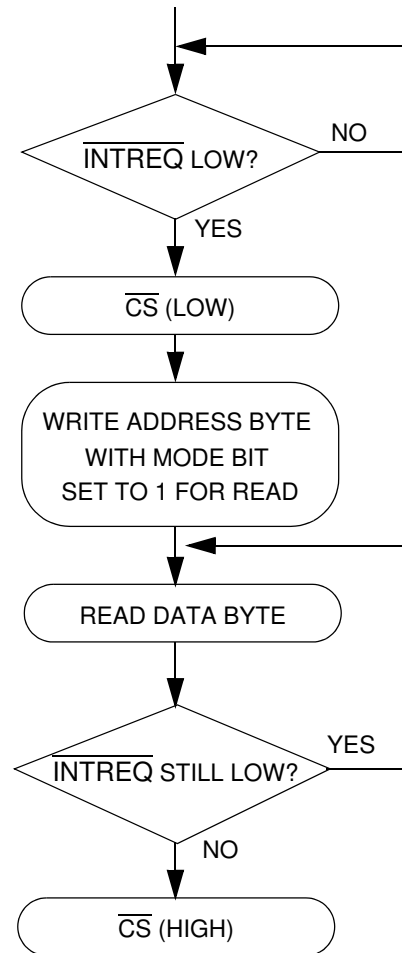 INTREQ LOW?
NO
YES
CS (LOW)
WRITE ADDRESS BYTE
WITH MODE BIT
SET TO 1 FOR READ
READ DATA BYTE
INTREQ STILL LOW?
YES
NO
CS (HIGH)